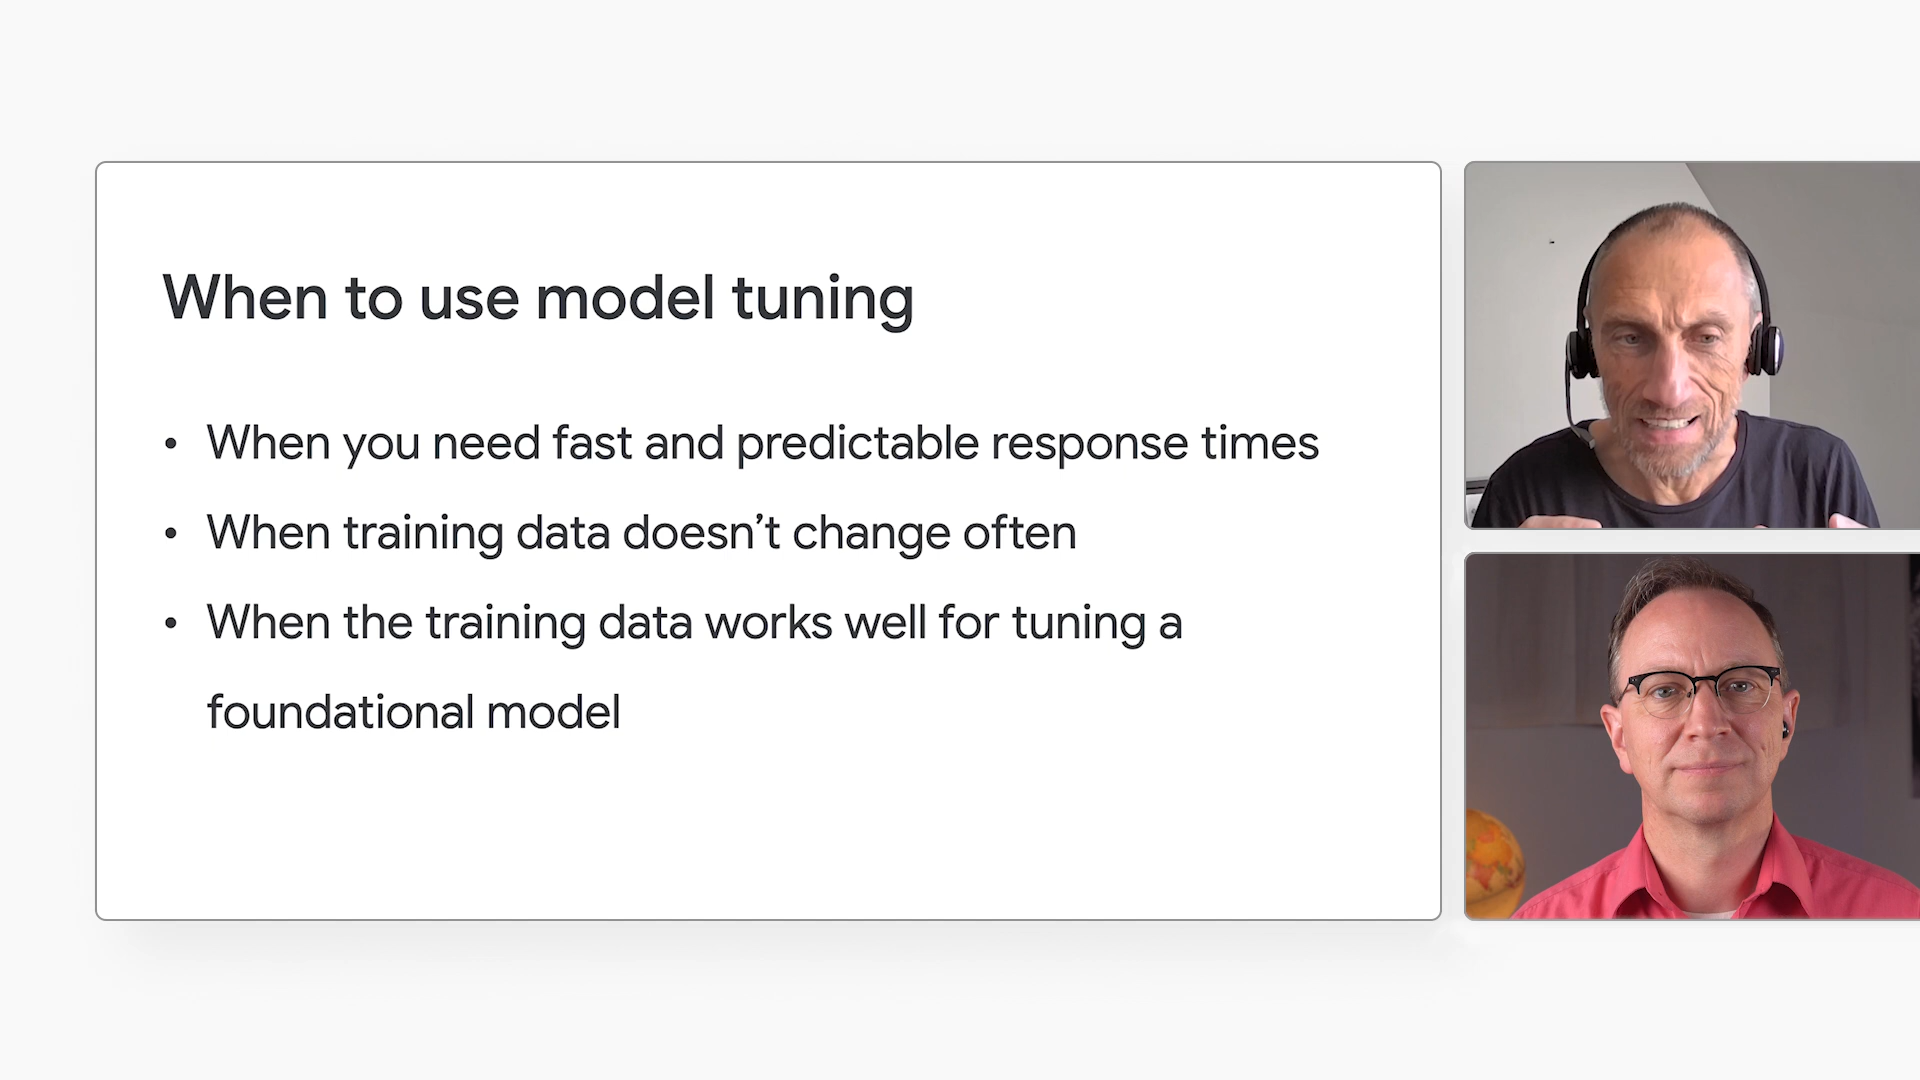 When to use model tuning
• When you need fast and predictable response times
• When training data doesn’t change often
• When the training data works well for tuning a
foundational model